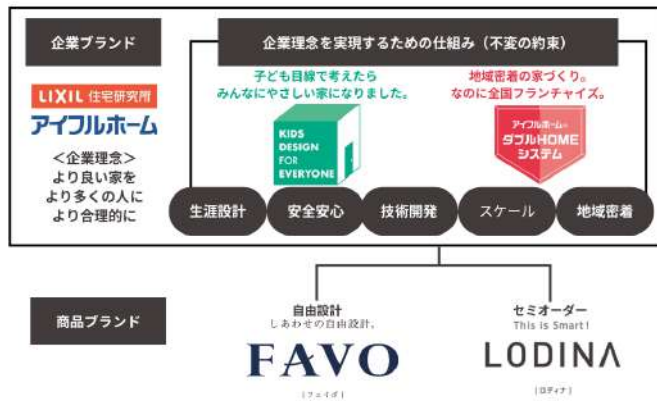 企業ブランド
企業理念を実現するための仕組み（不変の約束）
LIXIL 住宅研究所
アイフルホーム
＜企業理念＞
より良い家を
より多くの人に
より合理的に
子ども目線で考えたら
みんなにやさしい家になりました。
KIDS
DESIGN
FOR
EVERYONE
地域密着の家づくり。
なのに全国フランチャイズ。
アイフルホームの
ダブルHOME
システム
生涯設計
安全安心
技術開発
スケール
地域密着
商品ブランド
自由設計
しあわせの自由設計。
FAVO
[フェイボ]
セミオーダー
This is Smart!
LODINA
[ロディナ]